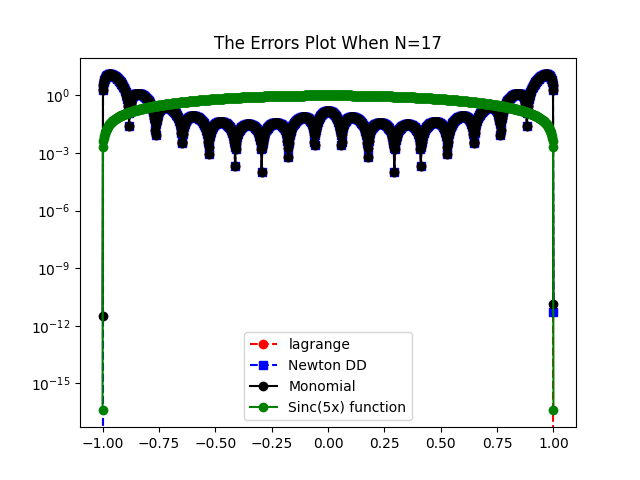 The Errors Plot When N=17
10⁰
10⁻³
10⁻⁶
10⁻⁹
10⁻¹²
10⁻¹⁵
lagrange
Newton DD
Monomial
Sinc(5x) function
−1.00 −0.75 −0.50 −0.25 0.00 0.25 0.50 0.75 1.00